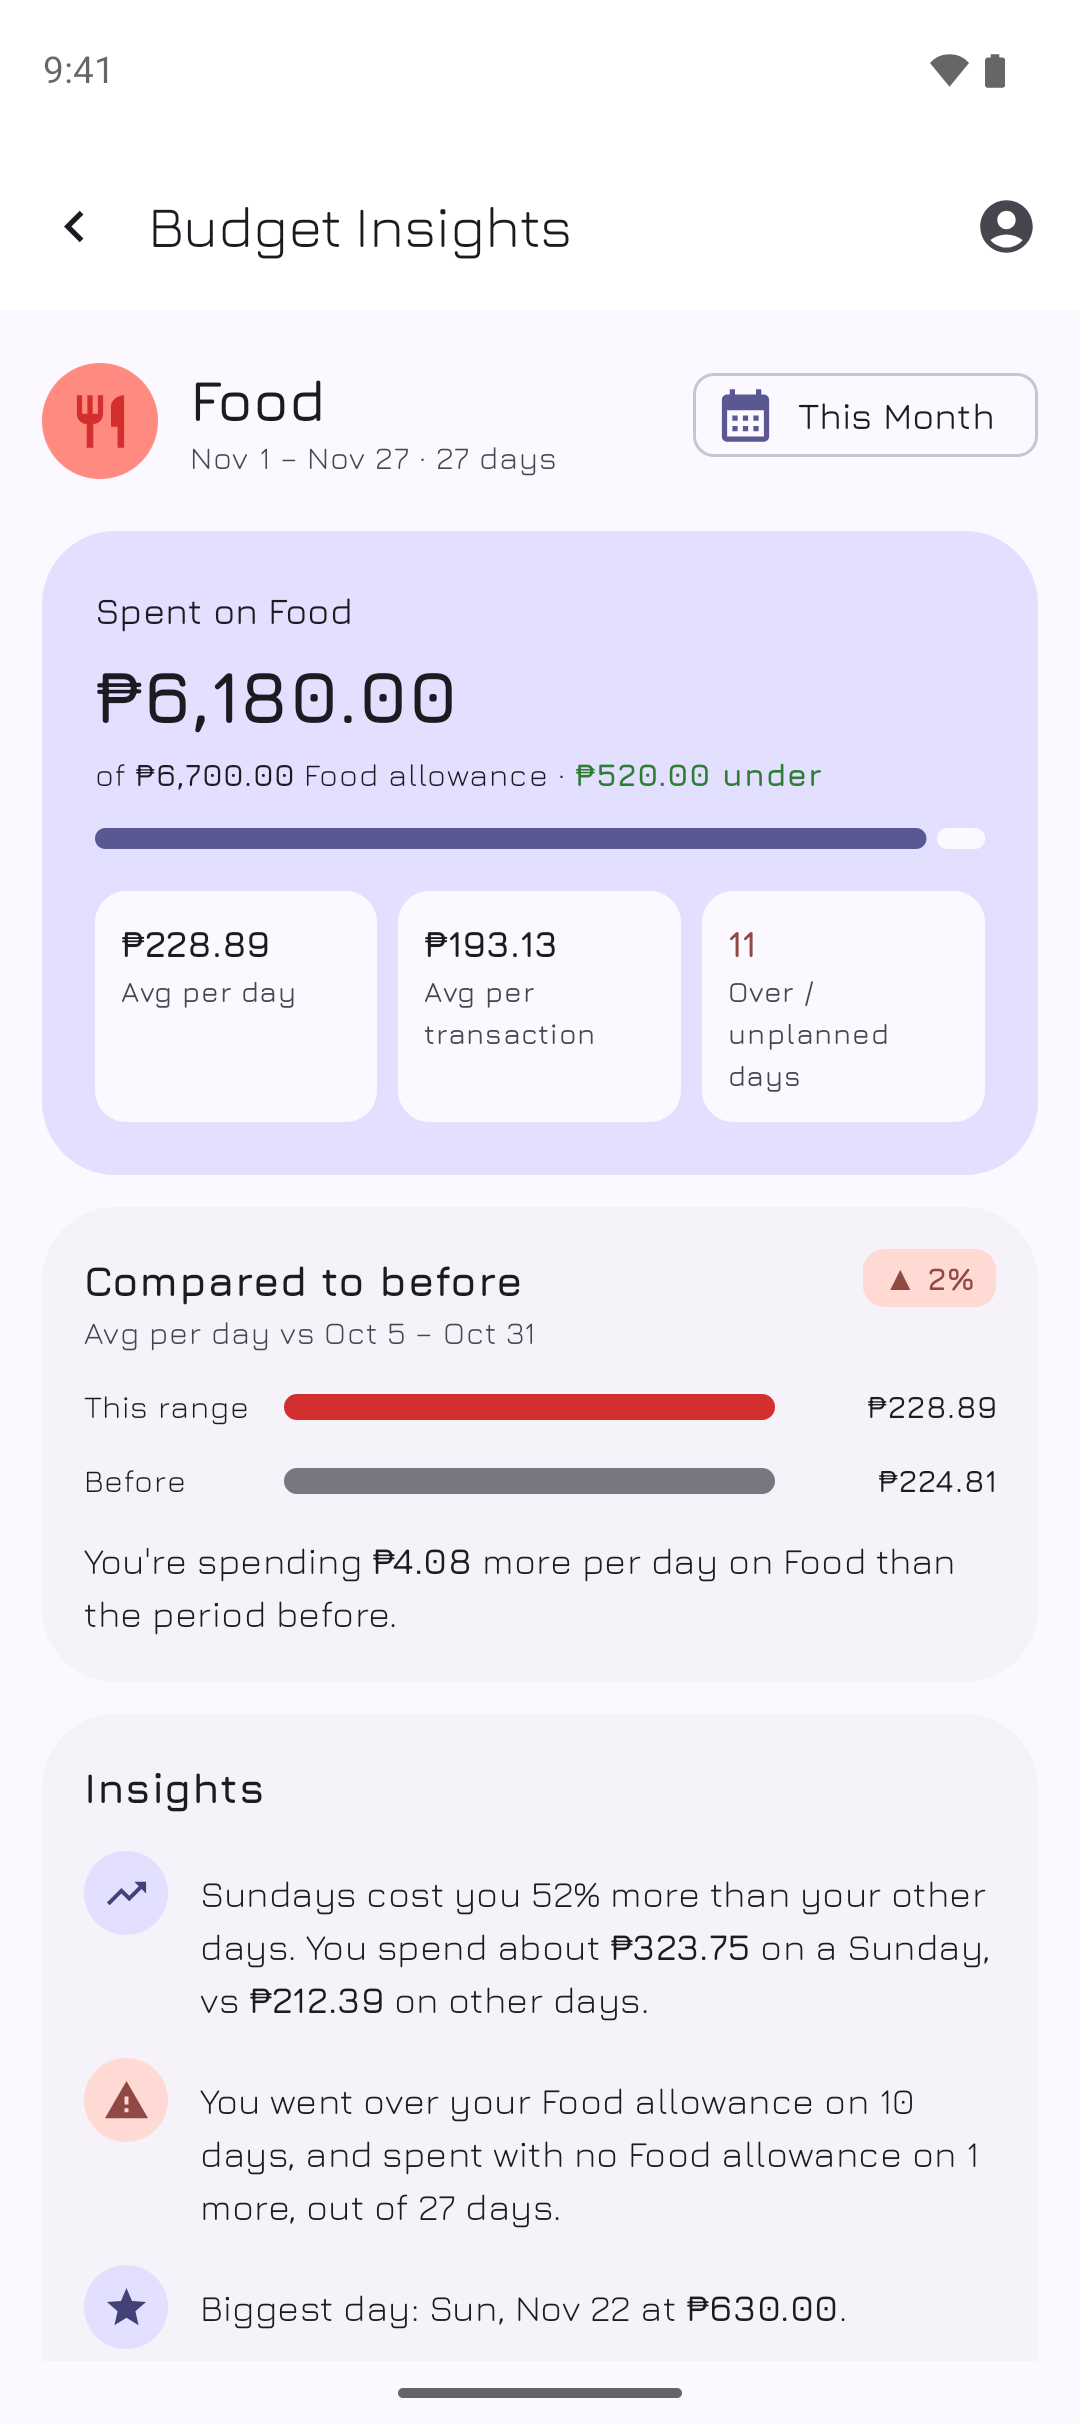 9:41
Budget Insights
Food
Nov 1 – Nov 27 · 27 days
This Month
Spent on Food
₱6,180.00
of ₱6,700.00 Food allowance · ₱520.00 under
₱228.89
Avg per day
₱193.13
Avg per
transaction
11
Over /
unplanned
days
Compared to before
▲ 2%
Avg per day vs Oct 5 – Oct 31
This range
₱228.89
Before
₱224.81
You're spending ₱4.08 more per day on Food than
the period before.
Insights
Sundays cost you 52% more than your other
days. You spend about ₱323.75 on a Sunday,
vs ₱212.39 on other days.
You went over your Food allowance on 10
days, and spent with no Food allowance on 1
more, out of 27 days.
Biggest day: Sun, Nov 22 at ₱630.00.